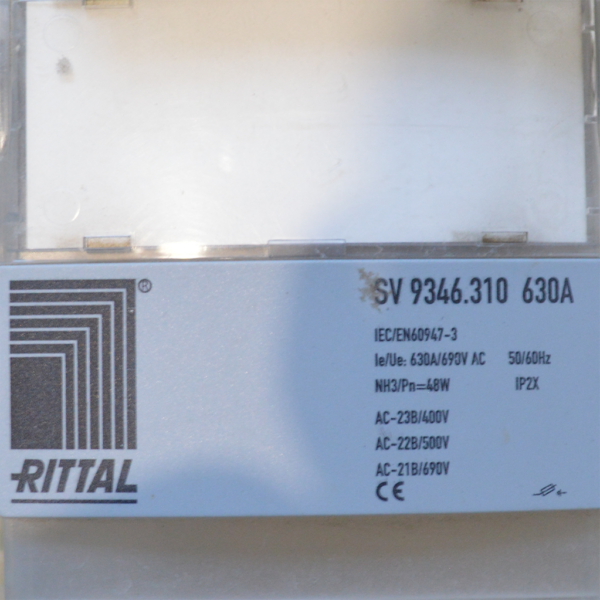 SV 9346.310 630A
IEC/EN60947-3
Ie/Ue: 630A/690V AC 50/60Hz
NH3/Pn=48W IP2X
AC-23B/400V
AC-22B/500V
AC-21B/690V
CE
®
RITTAL